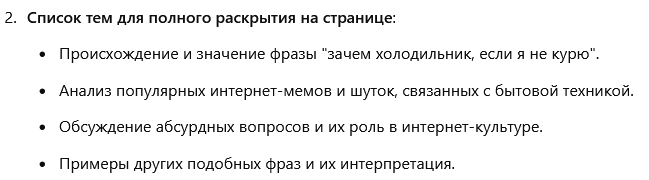 2. Список тем для полного раскрытия на странице:
• Происхождение и значение фразы "зачем холодильник, если я не курю".
• Анализ популярных интернет-мемов и шуток, связанных с бытовой техникой.
• Обсуждение абсурдных вопросов и их роль в интернет-культуре.
• Примеры других подобных фраз и их интерпретация.